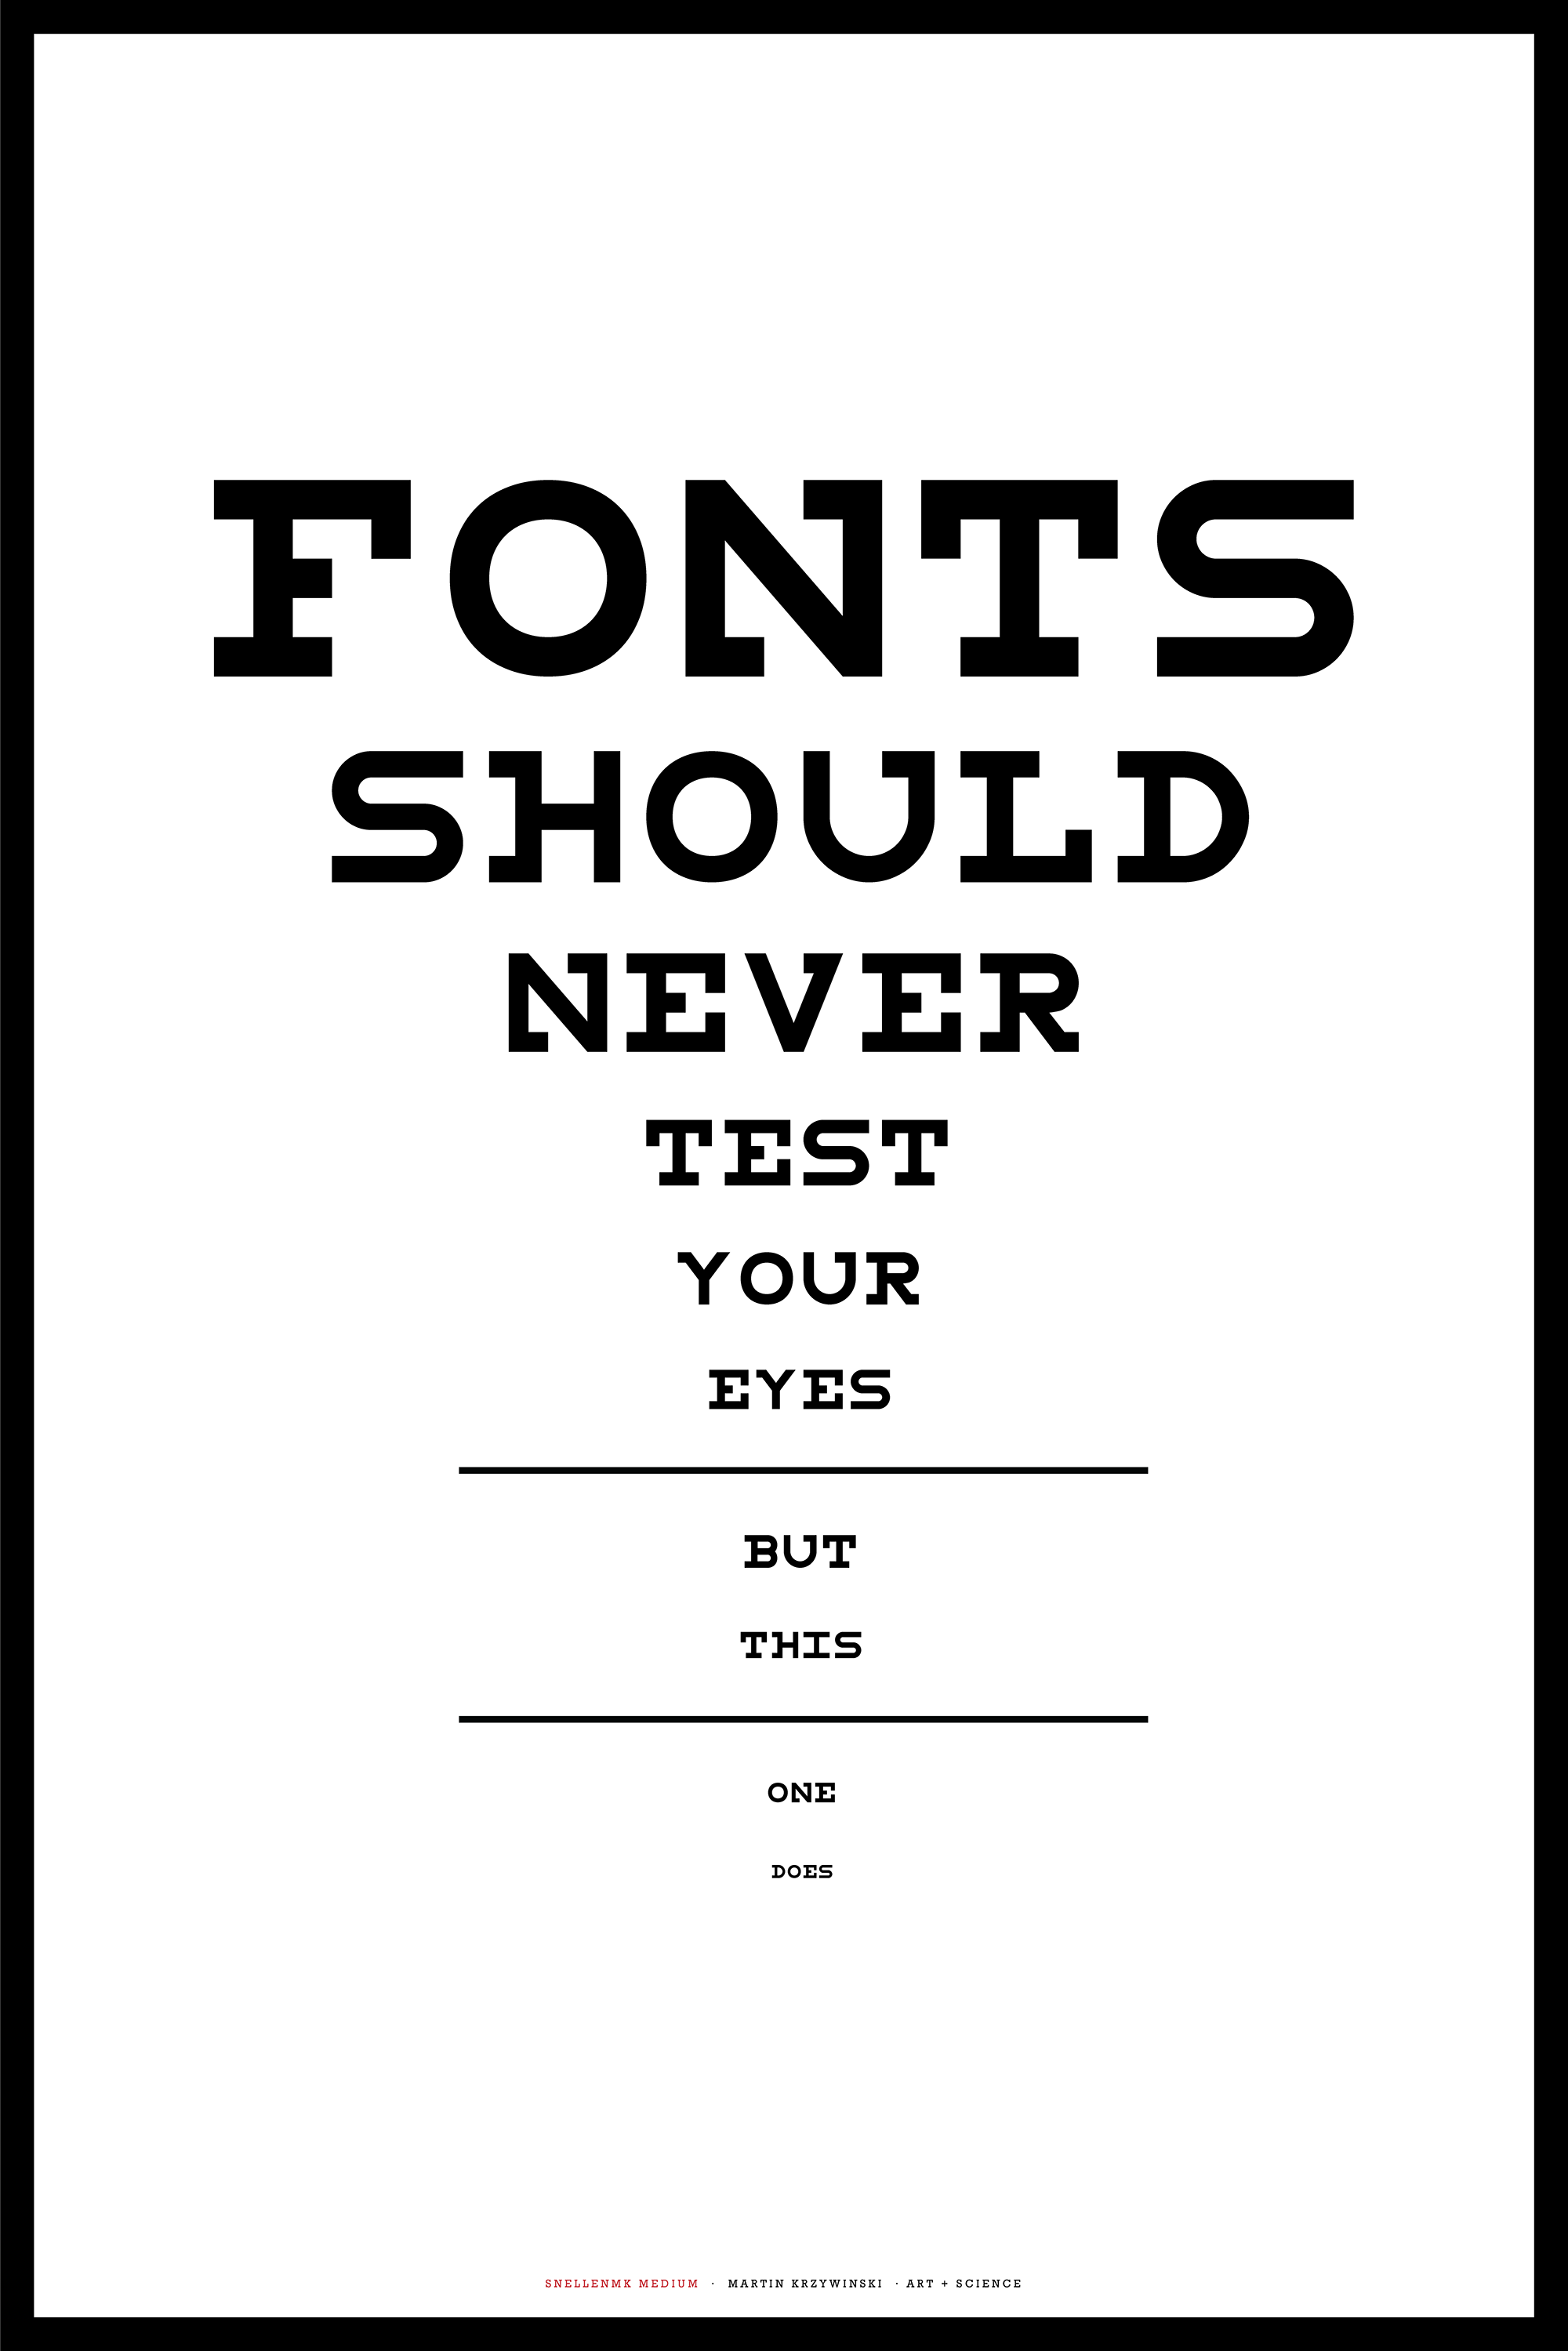 FONTS
SHOULD
NEVER
TEST
YOUR
EYES
BUT
THIS
ONE
DOES
SNELLENMK MEDIUM · MARTIN KRZYWINSKI · ART + SCIENCE